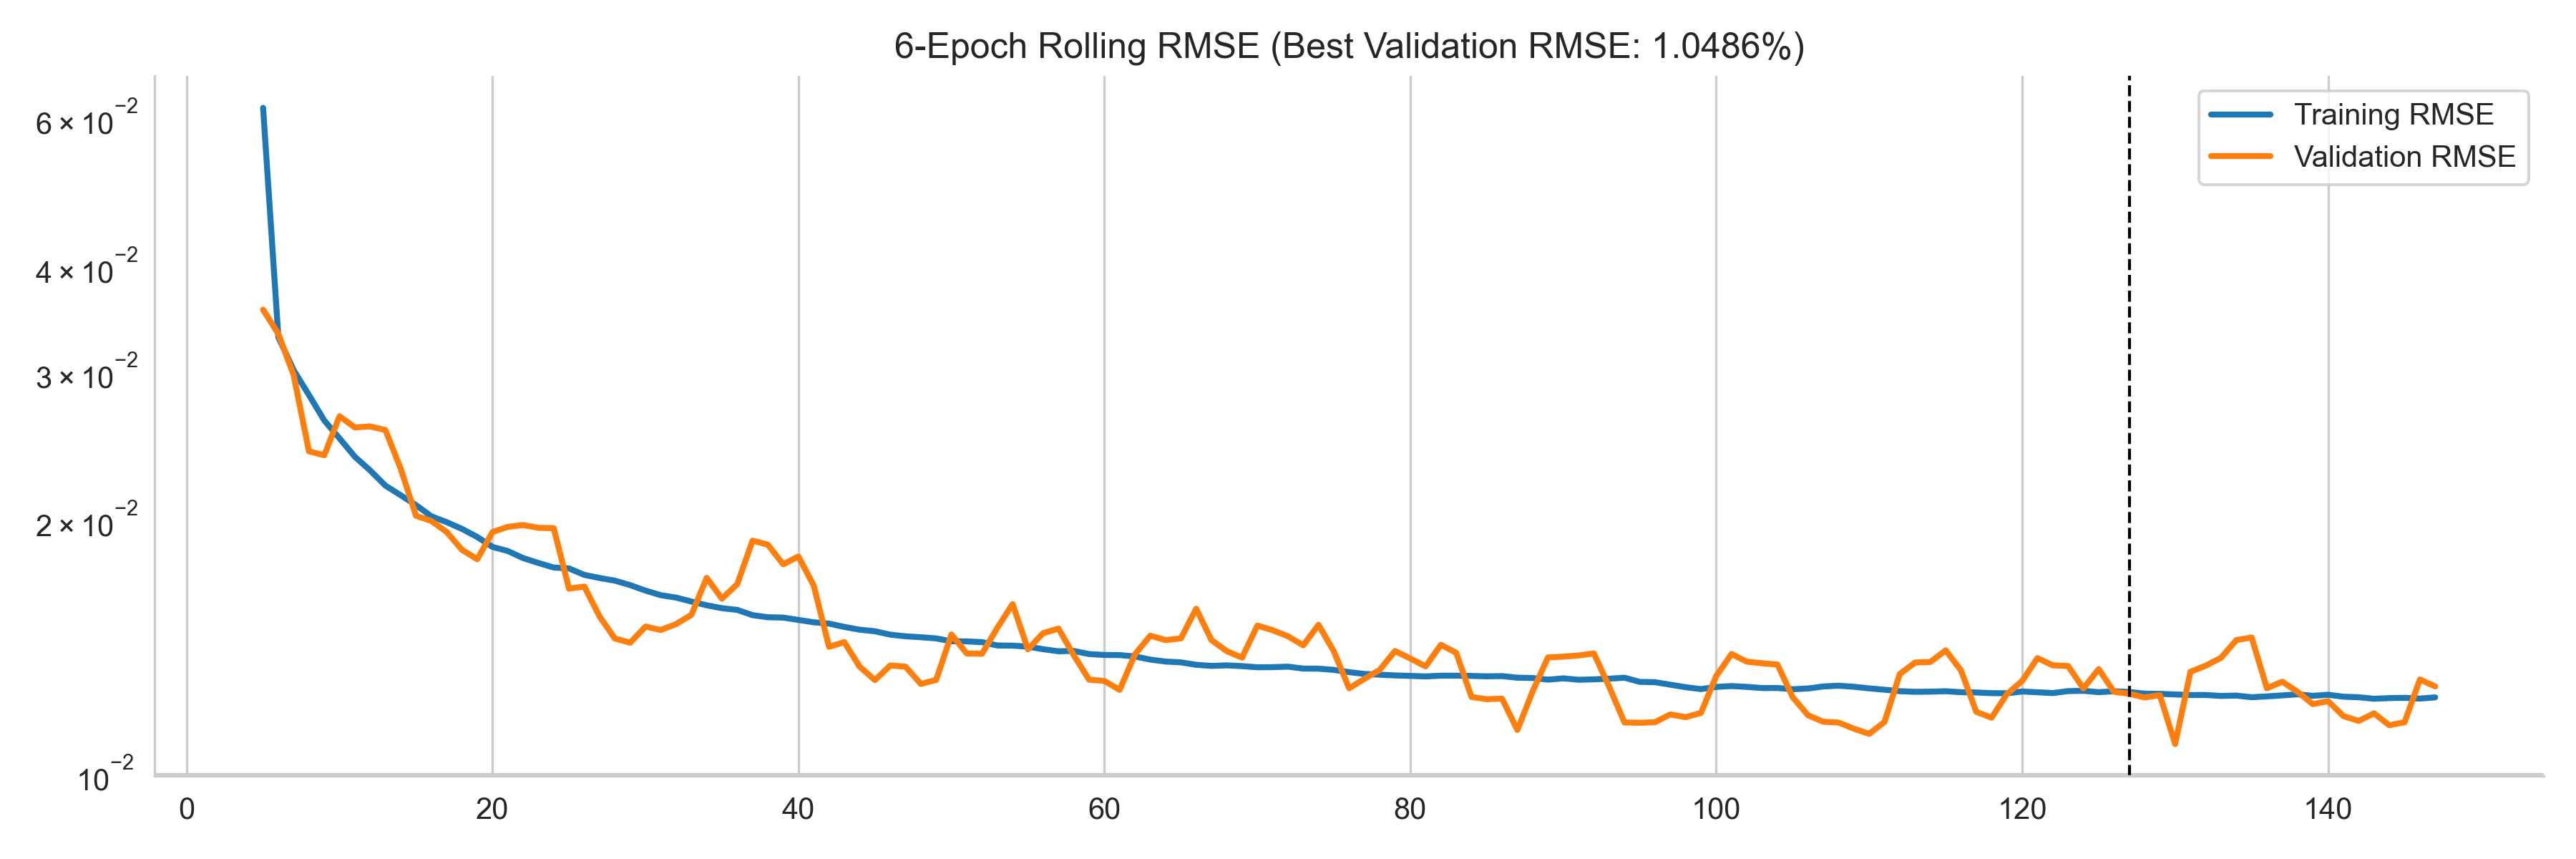 6-Epoch Rolling RMSE (Best Validation RMSE: 1.0486%)
6 × 10⁻²
4 × 10⁻²
3 × 10⁻²
2 × 10⁻²
10⁻²
Training RMSE
Validation RMSE
0 20 40 60 80 100 120 140